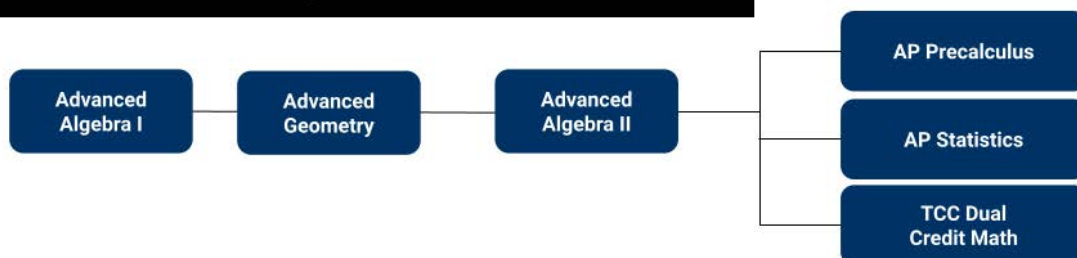 Advanced
Algebra I
Advanced
Geometry
Advanced
Algebra II
AP Precalculus
AP Statistics
TCC Dual
Credit Math